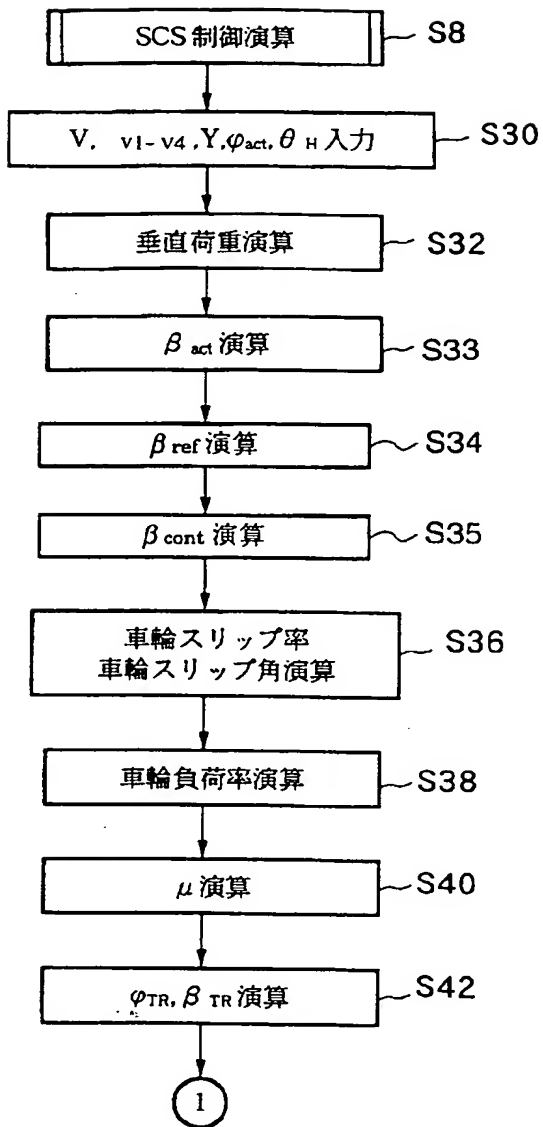 SCS制御演算 S8
V, v1-v4,Y,φact,θH入力 S30
垂直荷重演算 S32
βact演算 S33
βref演算 S34
βcont演算 S35
車輪スリップ率
車輪スリップ角演算 S36
車輪負荷率演算 S38
μ演算 S40
φTR,βTR演算 S42
1